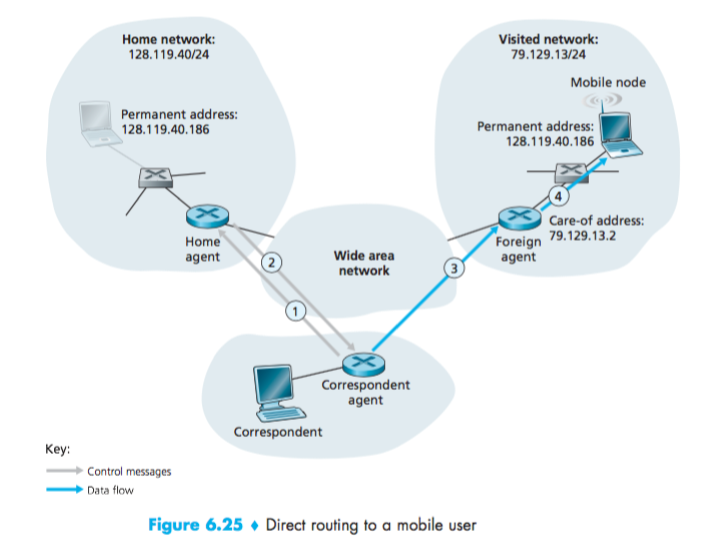 Home network:
128.119.40/24
Visited network:
79.129.13/24
Mobile node
Permanent address:
128.119.40.186
Permanent address:
128.119.40.186
4
Care-of address:
79.129.13.2
Home
agent
Foreign
agent
2
Wide area
network
3
1
Correspondent
agent
Correspondent
Key:
Control messages
Data flow
Figure 6.25 ♦ Direct routing to a mobile user